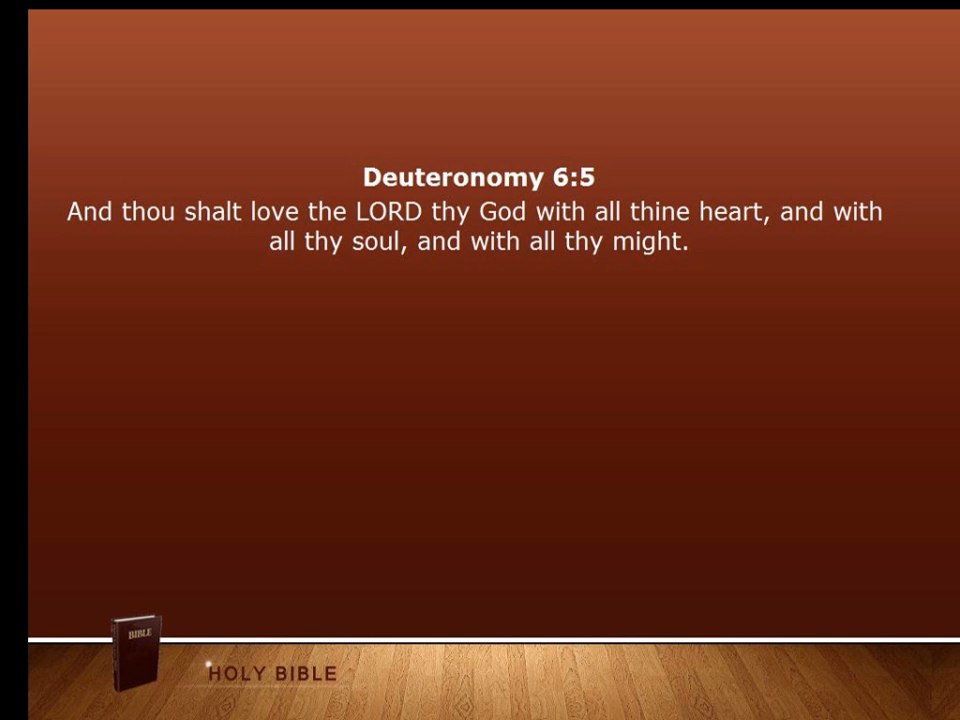 Deuteronomy 6:5
And thou shalt love the LORD thy God with all thine heart, and with
all thy soul, and with all thy might.
BIBLE
HOLY BIBLE